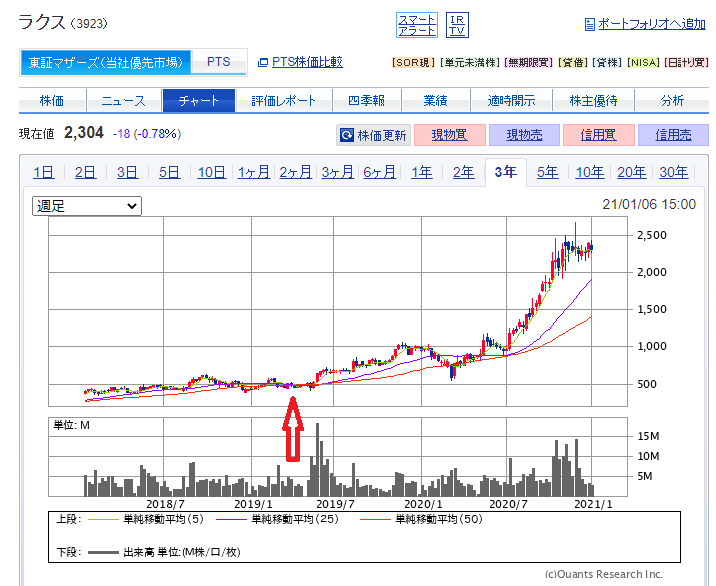 ラクス (3923)
スマートアラート
IR TV
ポートフォリオへ追加
東証マザーズ(当社優先市場) PTS PTS株価比較 [SOR現] [単元未満株] [無期限買] [貸借] [貸株] [NISA] [日計り買]
株価 ニュース チャート 評価レポート 四季報 業績 適時開示 株主優待 分析
現在値 2,304 -18 (-0.78%) 株価更新 現物買 現物売 信用買 信用売
1日 2日 3日 5日 10日 1ヶ月 2ヶ月 3ヶ月 6ヶ月 1年 2年 3年 5年 10年 20年 30年
週足 21/01/06 15:00
2,500
2,000
1,500
1,000
500
単位: M
15M
10M
5M
2018/7 2019/1 2019/7 2020/1 2020/7 2021/1
上段: 単純移動平均(5) 単純移動平均(25) 単純移動平均(50)
下段: 出来高 単位:(M株/口/枚)
(c)Quants Research Inc.